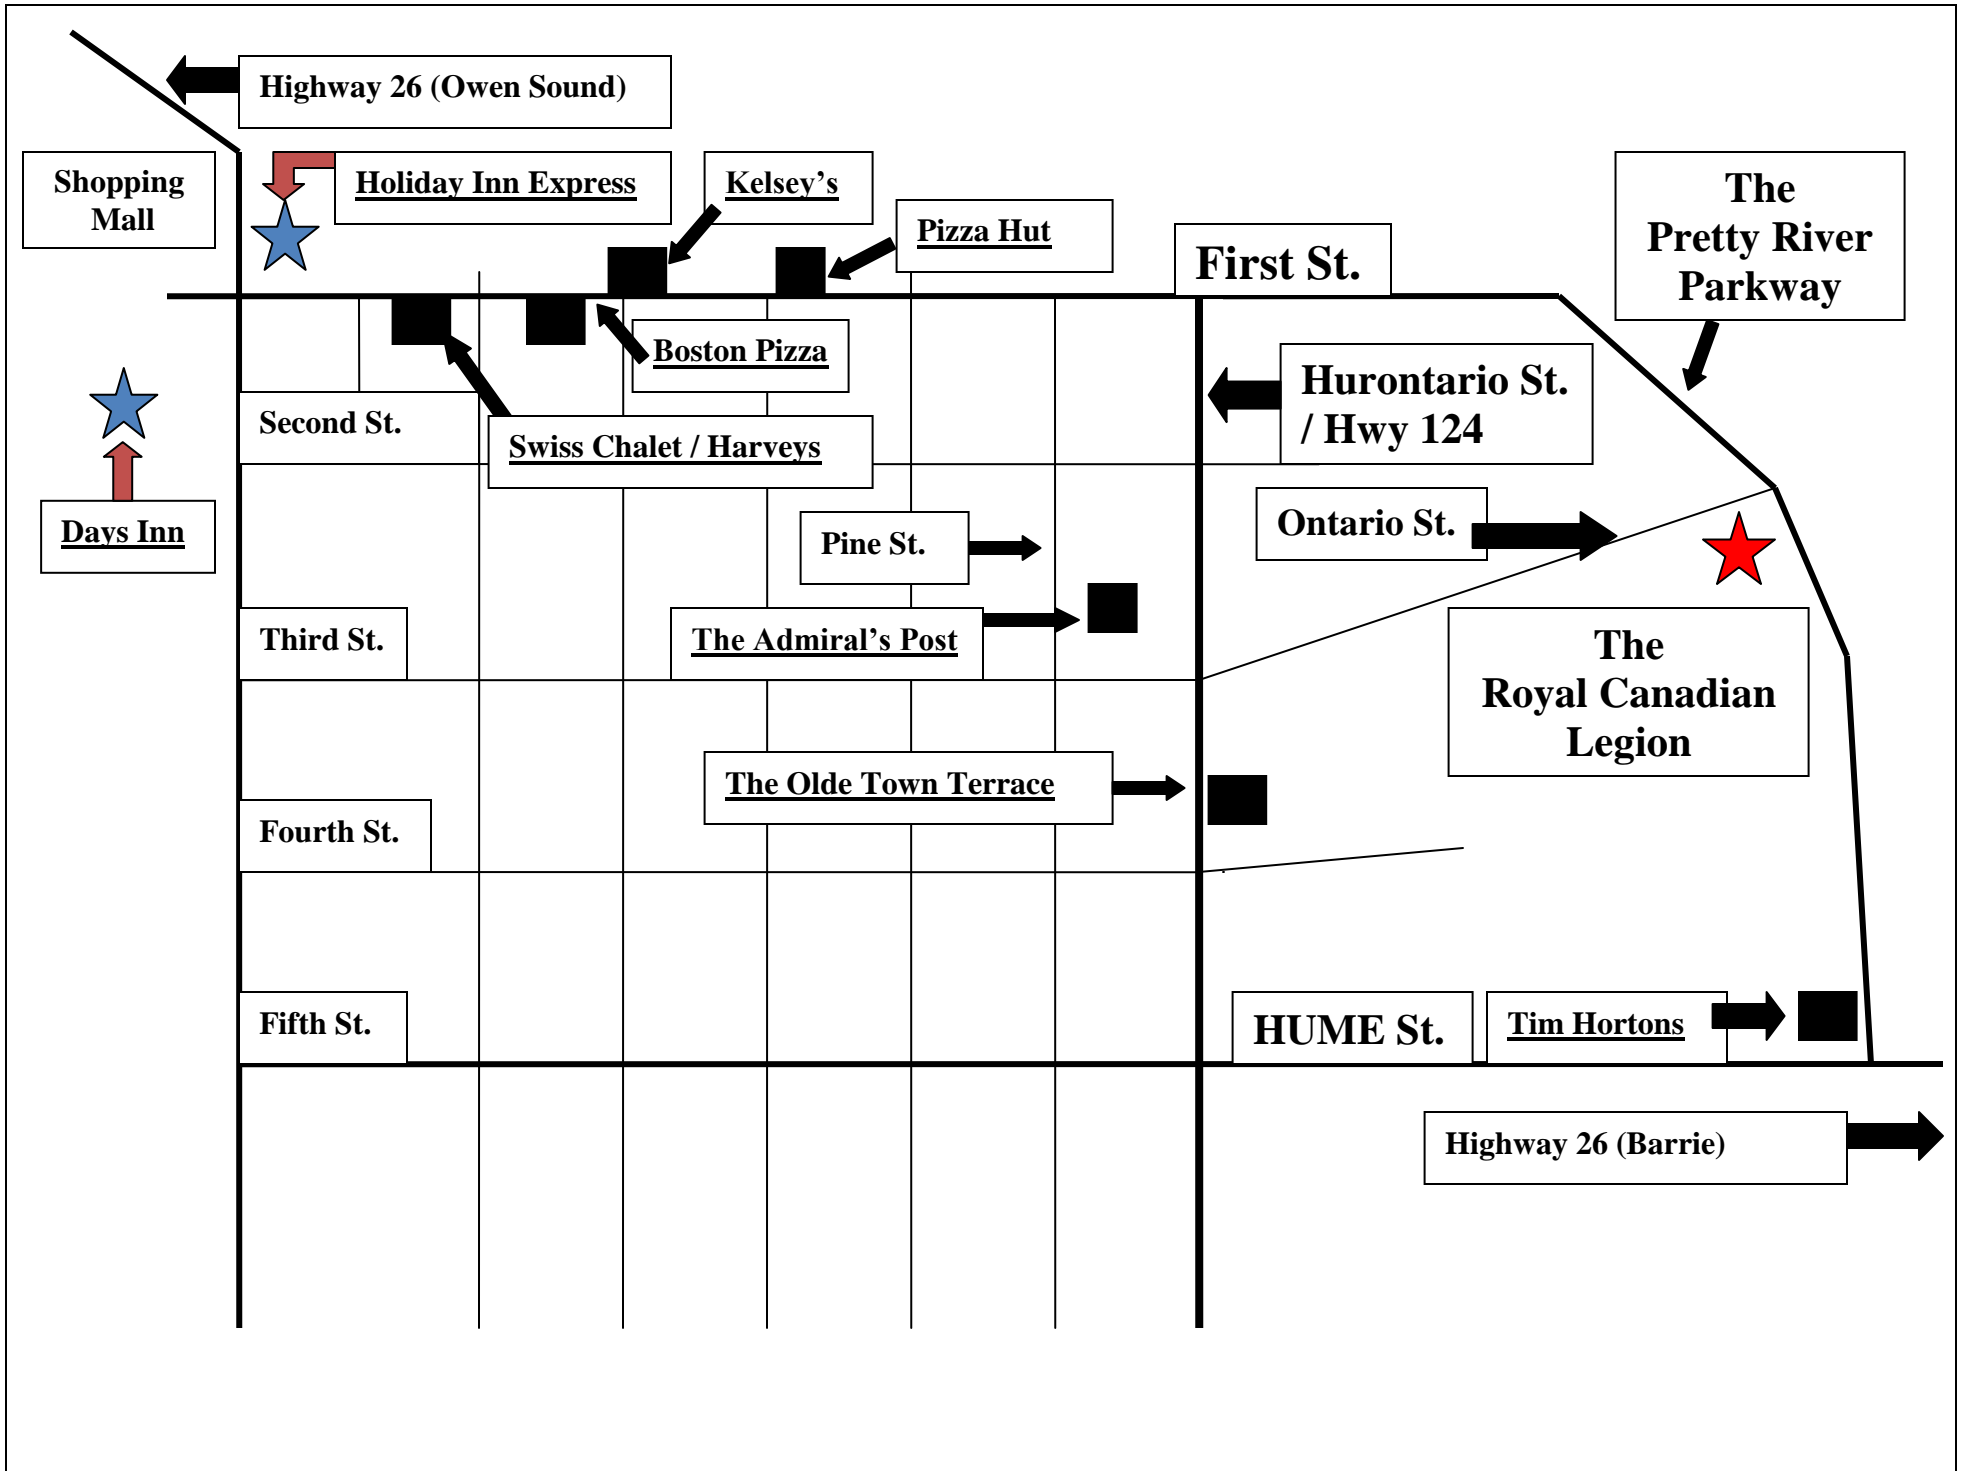 Highway 26 (Owen Sound)
Shopping
Mall
Holiday Inn Express
Kelsey's
Pizza Hut
First St.
The
Pretty River
Parkway
Boston Pizza
Hurontario St.
/ Hwy 124
Second St.
Swiss Chalet / Harveys
Days Inn
Pine St.
Ontario St.
Third St.
The Admiral's Post
The
Royal Canadian
Legion
The Olde Town Terrace
Fourth St.
Fifth St.
HUME St.
Tim Hortons
Highway 26 (Barrie)